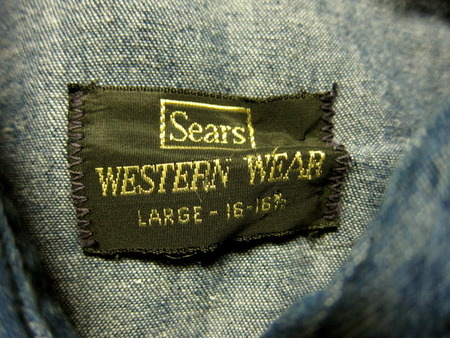 Sears
WESTERN WEAR
LARGE - 16-16½